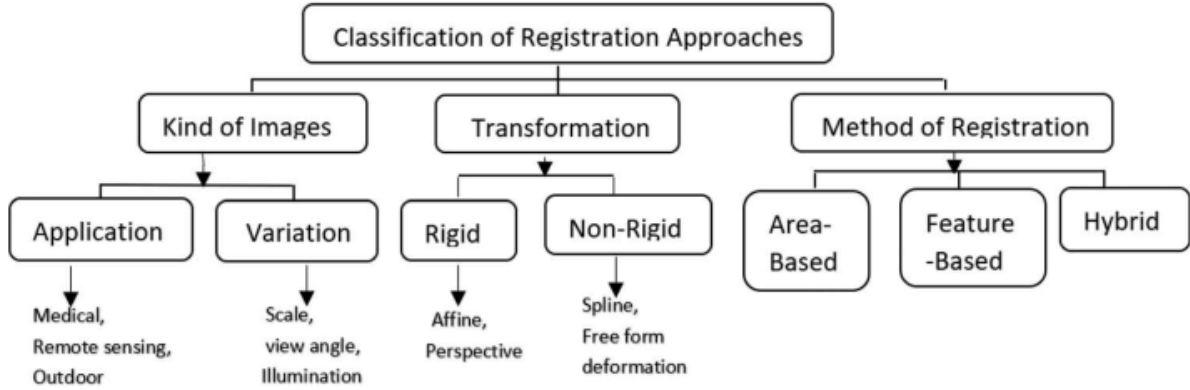 Classification of Registration Approaches
Kind of Images
Transformation
Method of Registration
Application
Variation
Rigid
Non-Rigid
Area-
Based
Feature
-Based
Hybrid
Medical,
Remote sensing,
Outdoor
Scale,
view angle,
Illumination
Affine,
Perspective
Spline,
Free form
deformation